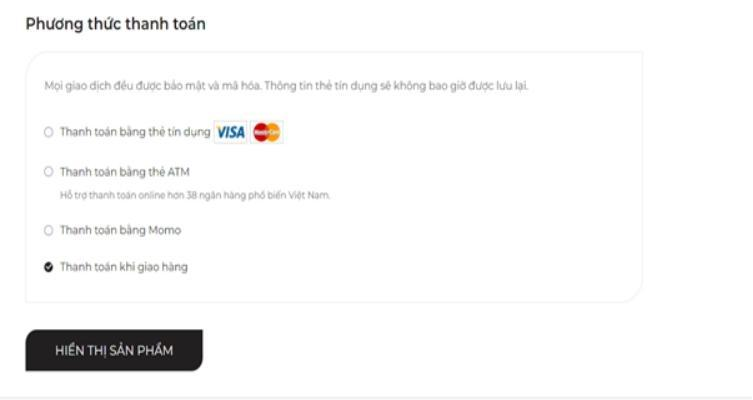 Phương thức thanh toán
Mọi giao dịch đều được bảo mật và mã hóa. Thông tin thẻ tín dụng sẽ không bao giờ được lưu lại.
Thanh toán bằng thẻ tín dụng VISA MasterCard
Thanh toán bằng thẻ ATM
Hỗ trợ thanh toán online hơn 38 ngân hàng phổ biến Việt Nam.
Thanh toán bằng Momo
Thanh toán khi giao hàng
HIỂN THỊ SẢN PHẨM